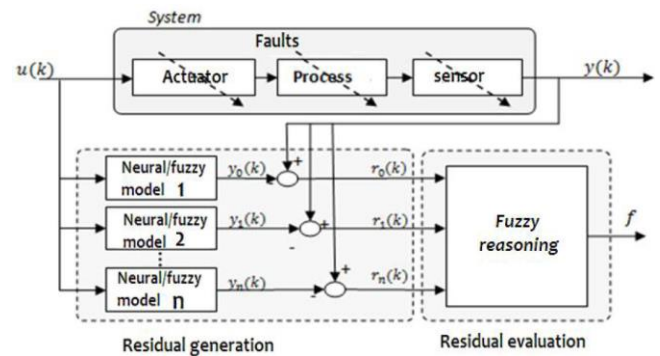 System
Faults
u(k)
Actuator
Process
sensor
y(k)
Neural/fuzzy
model 1
y₀(k)
+
-
r₀(k)
Neural/fuzzy
model 2
y₁(k)
+
-
r₁(k)
Neural/fuzzy
model n
yₙ(k)
+
-
rₙ(k)
Fuzzy
reasoning
f
Residual generation
Residual evaluation